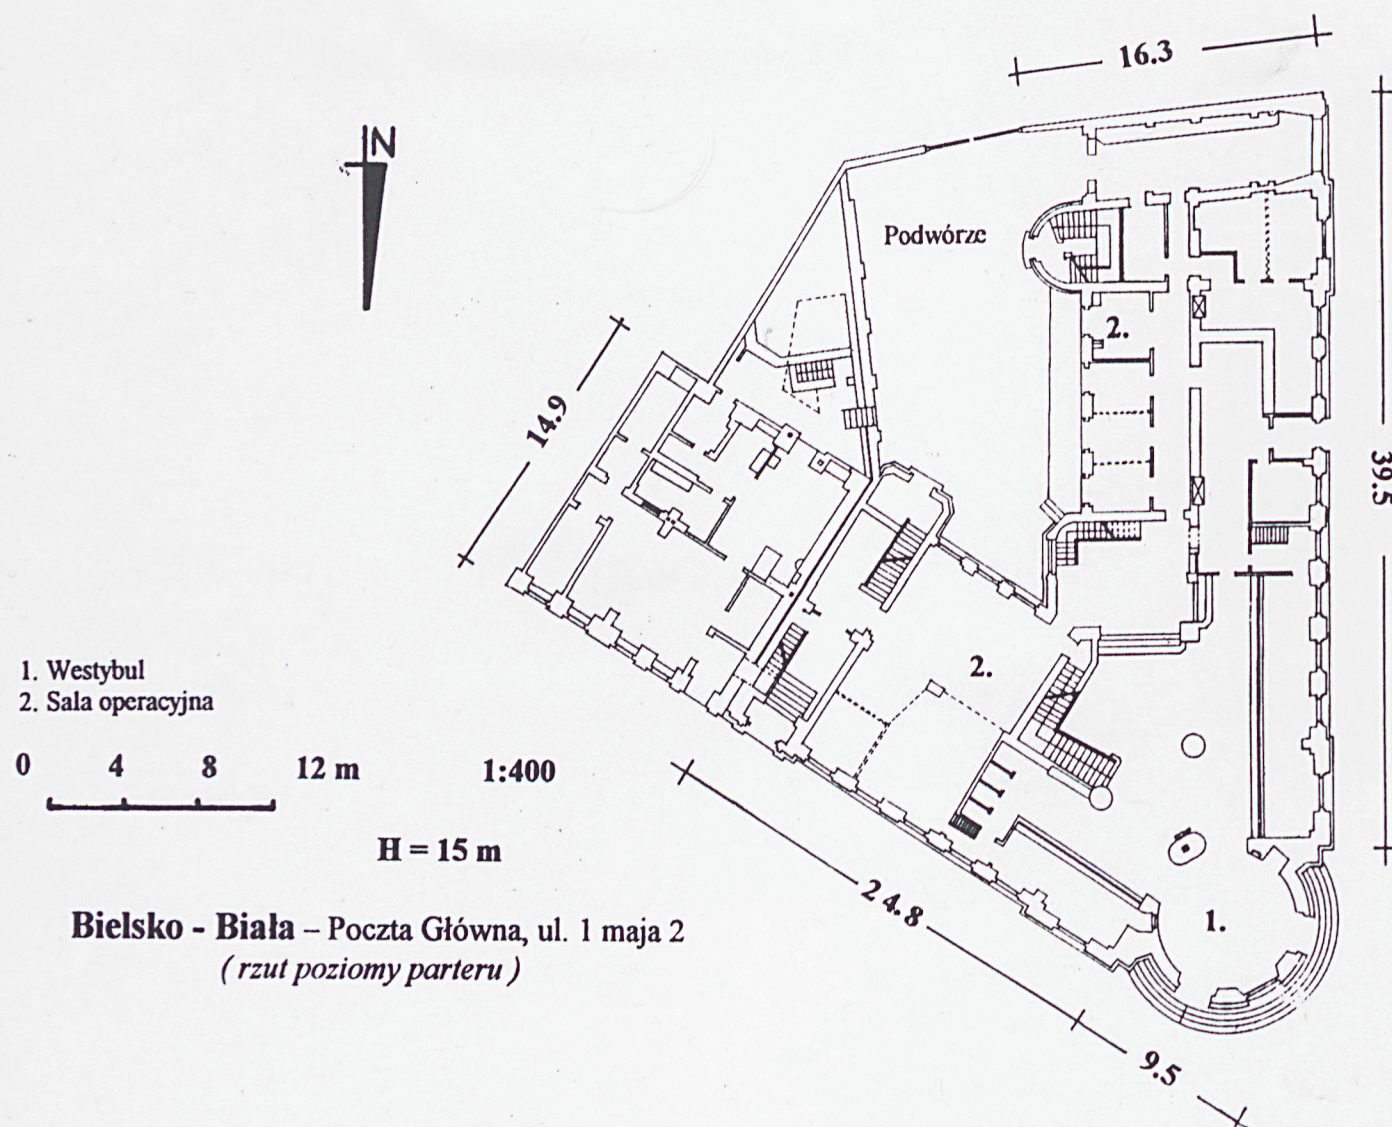 16.3
N
Podwórze
2.
14.9
39.5
1. Westybul
2. Sala operacyjna
2.
0 4 8 12 m 1:400
H = 15 m
24.8
1.
Bielsko - Biała – Poczta Główna, ul. 1 maja 2
( rzut poziomy parteru )
9.5